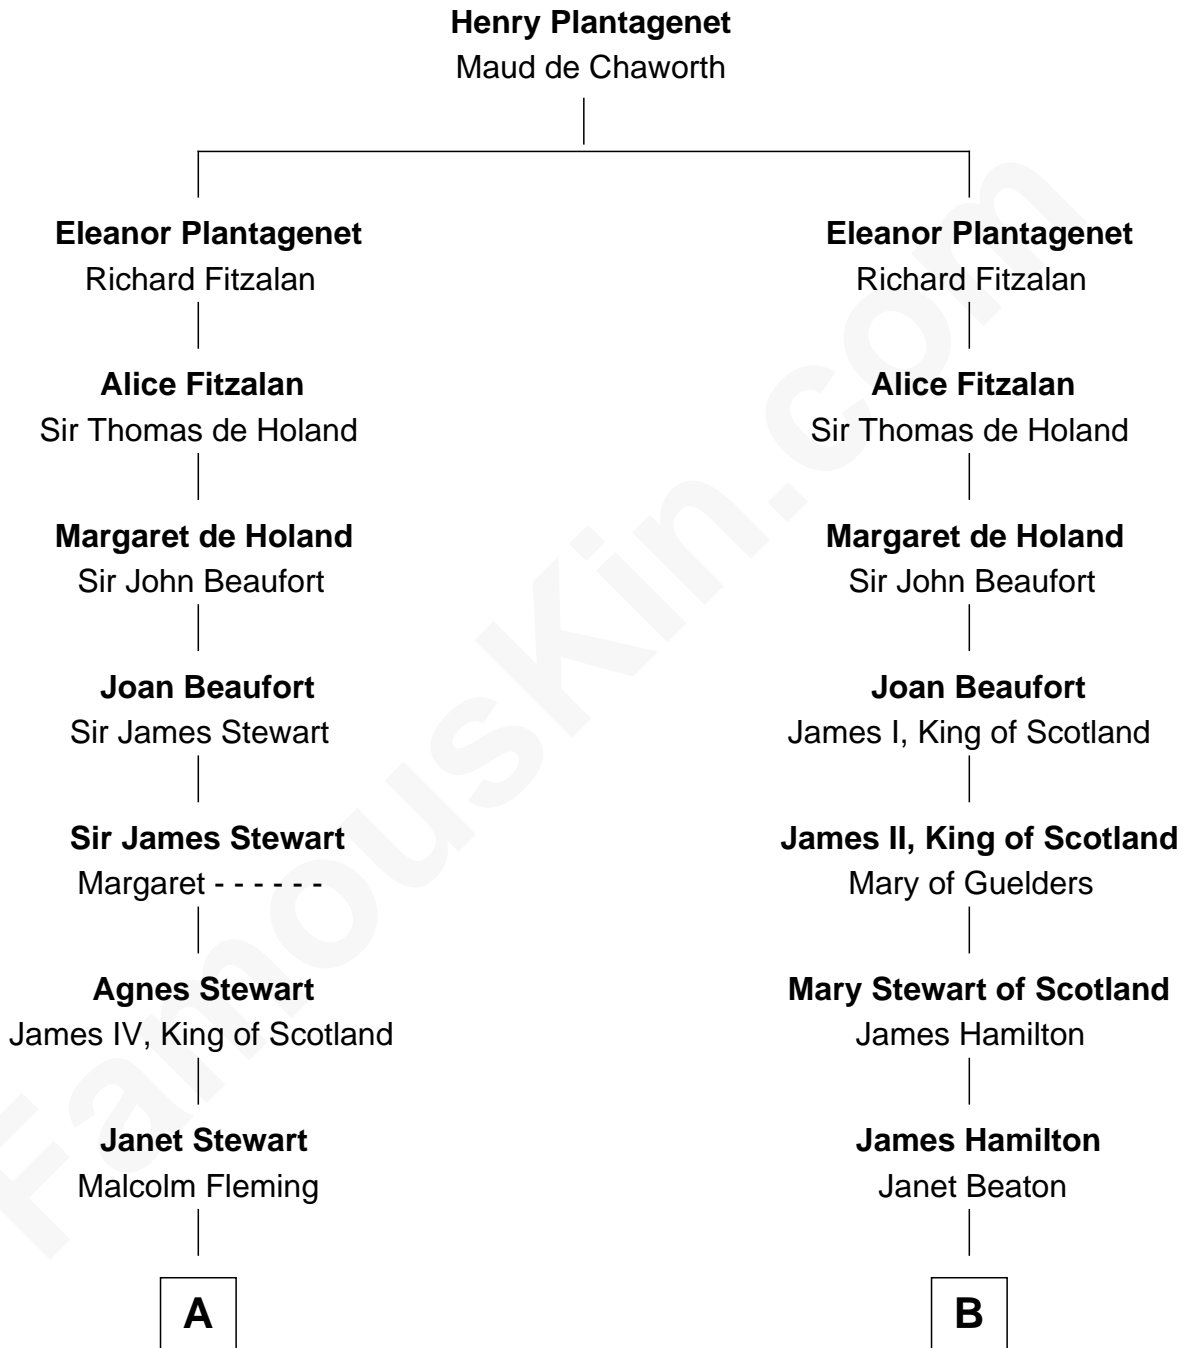 Henry Plantagenet
Maud de Chaworth
Eleanor Plantagenet
Richard Fitzalan
Alice Fitzalan
Sir Thomas de Holand
Margaret de Holand
Sir John Beaufort
Joan Beaufort
Sir James Stewart
Sir James Stewart
Margaret - - - - - -
Agnes Stewart
James IV, King of Scotland
Janet Stewart
Malcolm Fleming
A
Eleanor Plantagenet
Richard Fitzalan
Alice Fitzalan
Sir Thomas de Holand
Margaret de Holand
Sir John Beaufort
Joan Beaufort
James I, King of Scotland
James II, King of Scotland
Mary of Guelders
Mary Stewart of Scotland
James Hamilton
James Hamilton
Janet Beaton
B
FamousKin.com